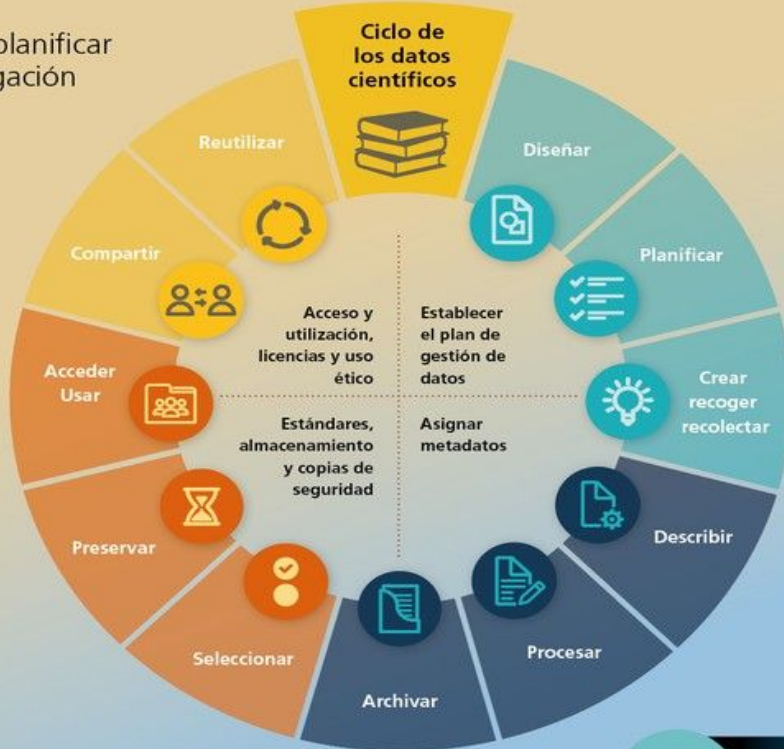 planificar
Ciclo de
los datos
científicos
Diseñar
Planificar
Crear
recoger
recolectar
Describir
Procesar
Archivar
Seleccionar
Preservar
Acceder
Usar
Compartir
Reutilizar
Acceso y
utilización,
licencias y uso
ético
Establecer
el plan de
gestión de
datos
Estándares,
almacenamiento
y copias de
seguridad
Asignar
metadatos